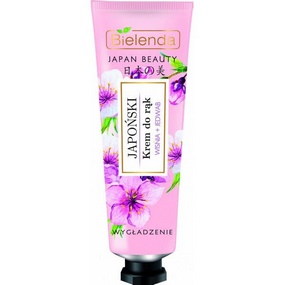 Bielenda
JAPAN BEAUTY
日本の美
JAPOŃSKI
Krem do rąk
WIŚNIA + JEDWAB
WYGŁADZENIE